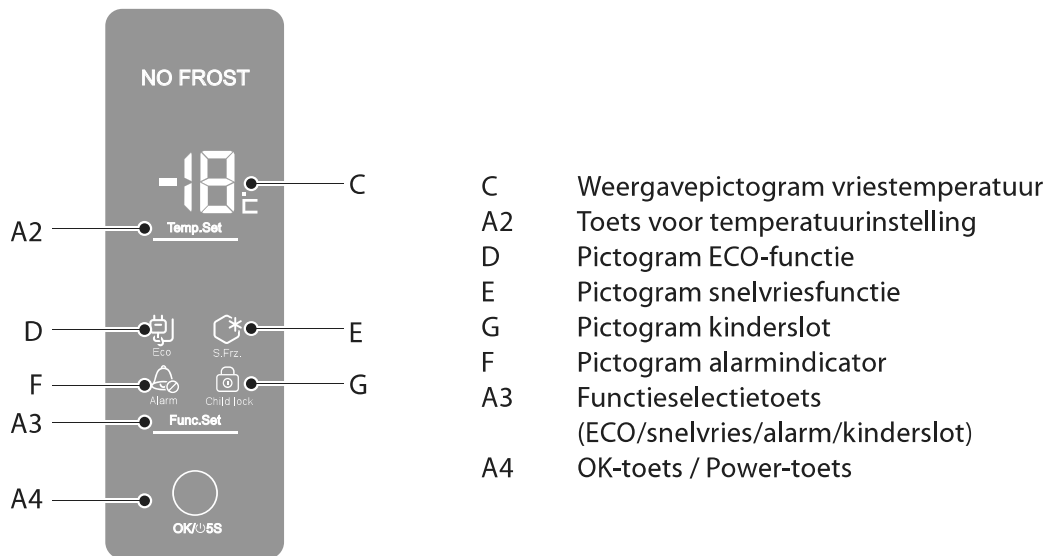 NO FROST
-18
C
Temp.Set
A2
D
Eco
S.Frz.
E
F
Alarm
Child lock
G
A3
Func.Set
A4
OK/⏻5S
C Weergavepictogram vriestemperatuur
A2 Toets voor temperatuurinstelling
D Pictogram ECO-functie
E Pictogram snelvriesfunctie
G Pictogram kinderslot
F Pictogram alarmindicator
A3 Functieselectietoets
(ECO/snelvries/alarm/kinderslot)
A4 OK-toets / Power-toets